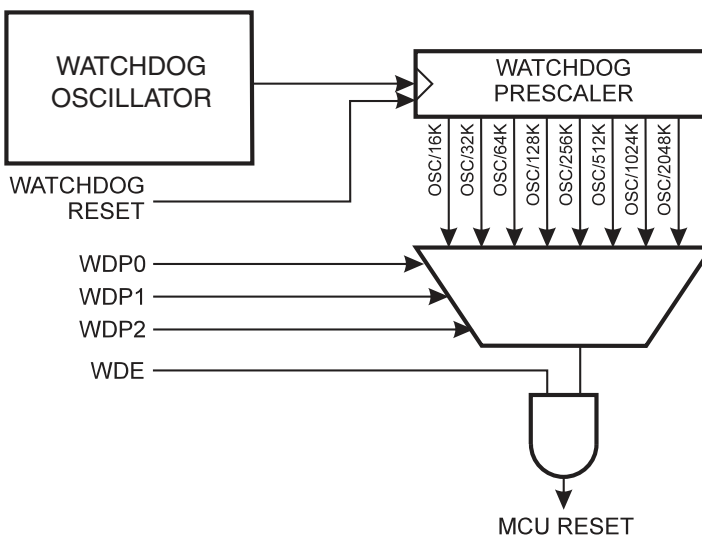 WATCHDOG
OSCILLATOR
WATCHDOG
PRESCALER
OSC/16K
OSC/32K
OSC/64K
OSC/128K
OSC/256K
OSC/512K
OSC/1024K
OSC/2048K
WATCHDOG
RESET
WDP0
WDP1
WDP2
WDE
MCU RESET